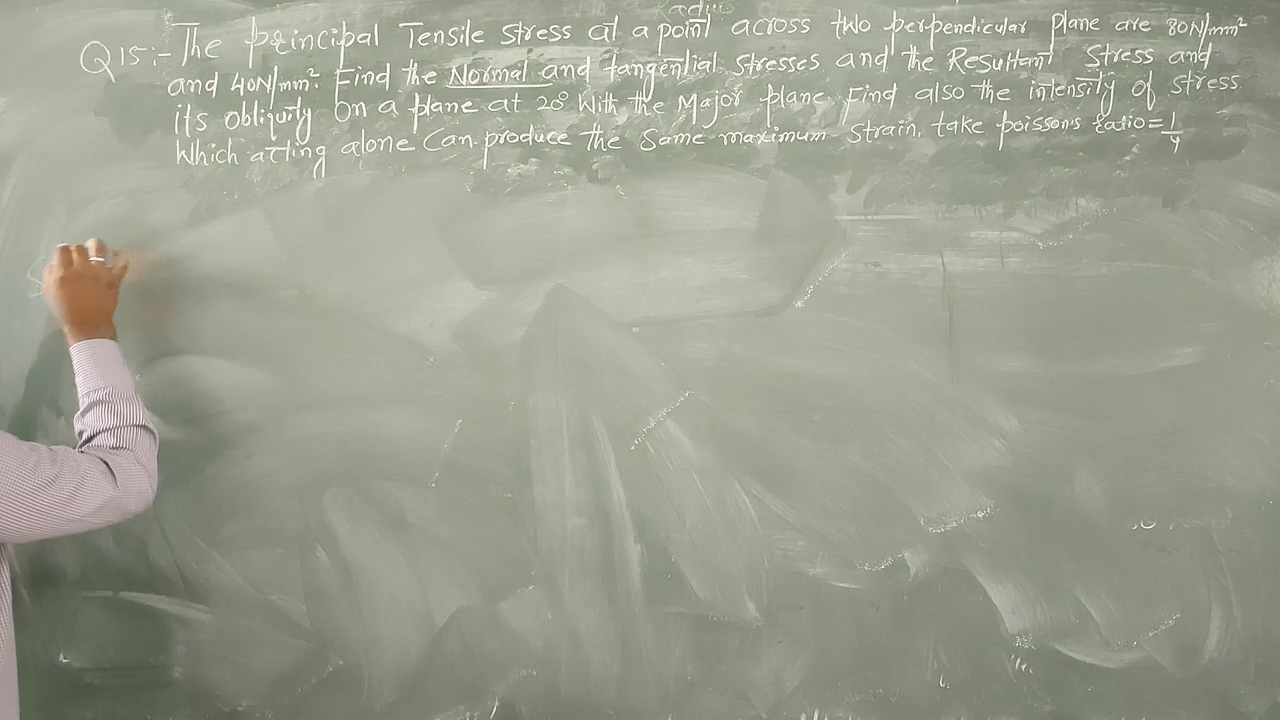 Q15:- The principal Tensile stress at a point across two perpendicular plane are 80N/mm²
and 40N/mm². Find the Normal and tangential stresses and the Resultant Stress and
its obliquity on a plane at 20° with the Major plane. Find also the intensity of stress
Which acting alone Can produce the same maximum strain, take poissons ratio=1/4